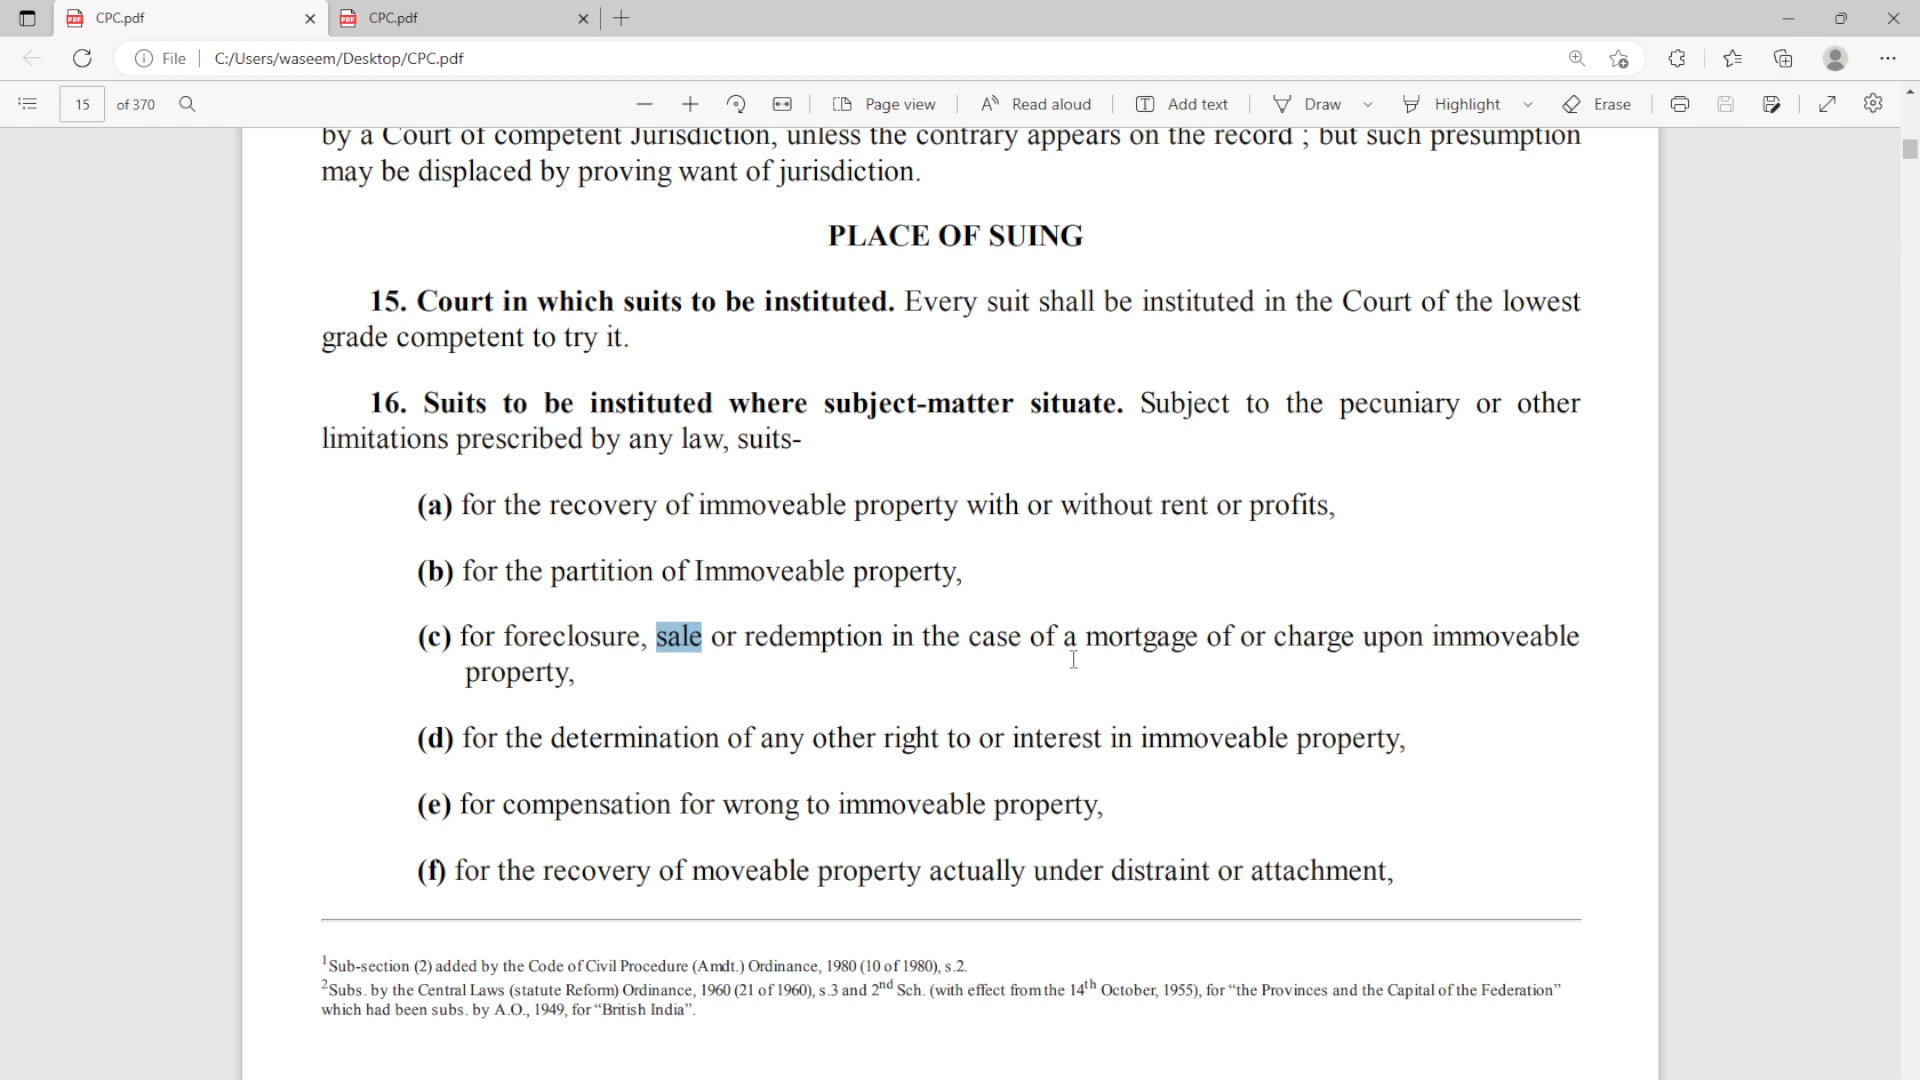 CPC.pdf
CPC.pdf
File
C:/Users/waseem/Desktop/CPC.pdf
15 of 370
Page view
Read aloud
Add text
Draw
Highlight
Erase
by a Court of competent Jurisdiction, unless the contrary appears on the record ; but such presumption
may be displaced by proving want of jurisdiction.
PLACE OF SUING
15. Court in which suits to be instituted. Every suit shall be instituted in the Court of the lowest
grade competent to try it.
16. Suits to be instituted where subject-matter situate. Subject to the pecuniary or other
limitations prescribed by any law, suits-
(a) for the recovery of immoveable property with or without rent or profits,
(b) for the partition of Immoveable property,
(c) for foreclosure, sale or redemption in the case of a mortgage of or charge upon immoveable
property,
(d) for the determination of any other right to or interest in immoveable property,
(e) for compensation for wrong to immoveable property,
(f) for the recovery of moveable property actually under distraint or attachment,
1 Sub-section (2) added by the Code of Civil Procedure (Amdt.) Ordinance, 1980 (10 of 1980), s.2.
2 Subs. by the Central Laws (statute Reform) Ordinance, 1960 (21 of 1960), s.3 and 2nd Sch. (with effect from the 14th October, 1955), for “the Provinces and the Capital of the Federation”
which had been subs. by A.O., 1949, for “British India”.